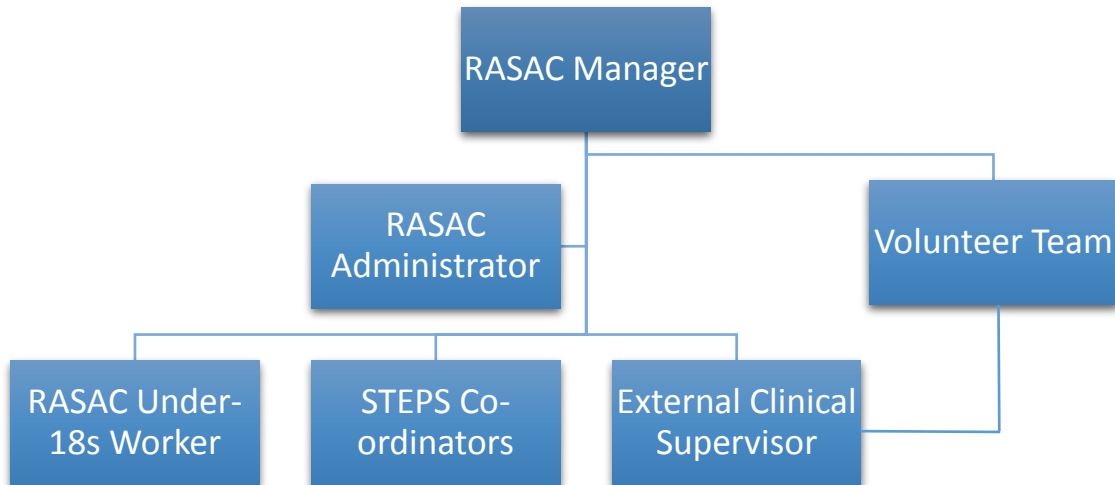 RASAC Manager
RASAC
Administrator
Volunteer Team
RASAC Under-
18s Worker
STEPS Co-
ordinators
External Clinical
Supervisor